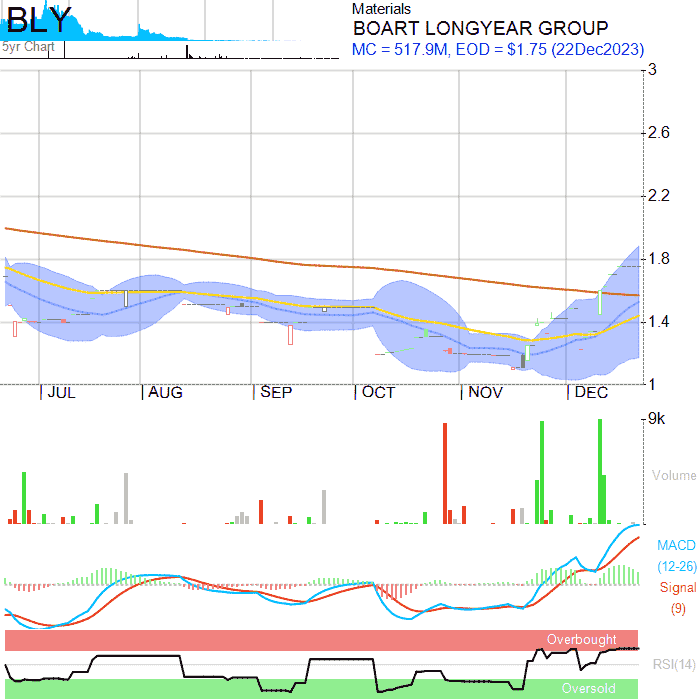 BLY
5yr Chart
Materials
BOART LONGYEAR GROUP
MC = 517.9M, EOD = $1.75 (22Dec2023)
3
2.6
2.2
1.8
1.4
1
JUL AUG SEP OCT NOV DEC
9k
Volume
MACD
(12-26)
Signal
(9)
Overbought
RSI(14)
Oversold